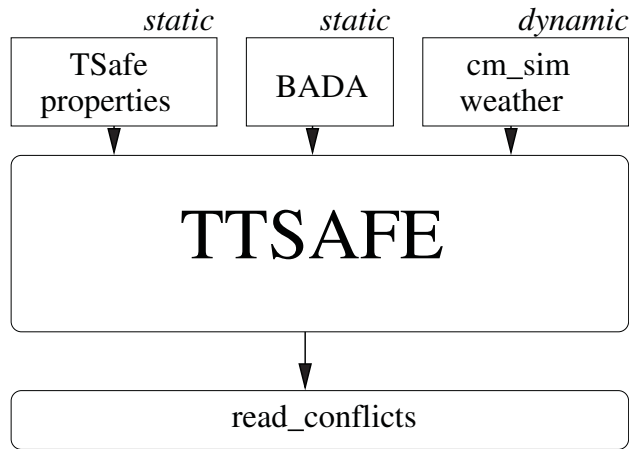 static
static
dynamic
TSafe
properties
BADA
cm_sim
weather
TTSAFE
read_conflicts